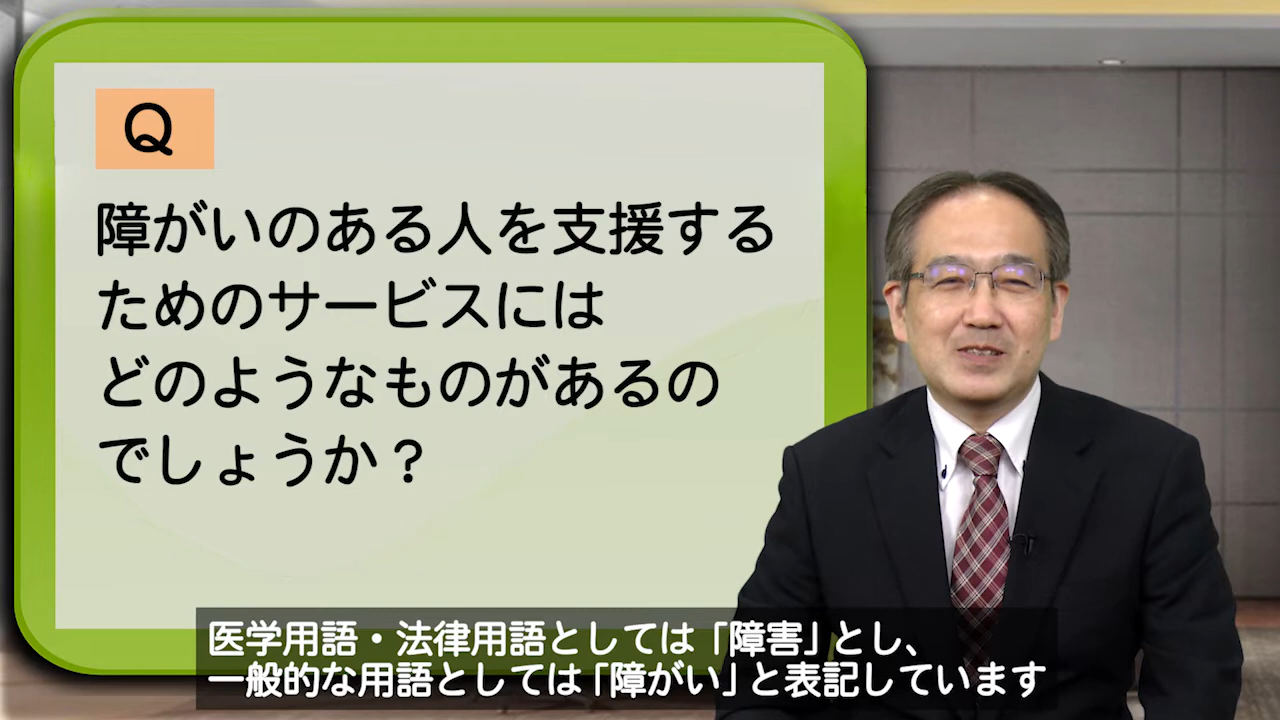 Q
障がいのある人を支援する
ためのサービスには
どのようなものがあるの
でしょうか？
医学用語・法律用語としては「障害」とし、
一般的な用語としては「障がい」と表記しています